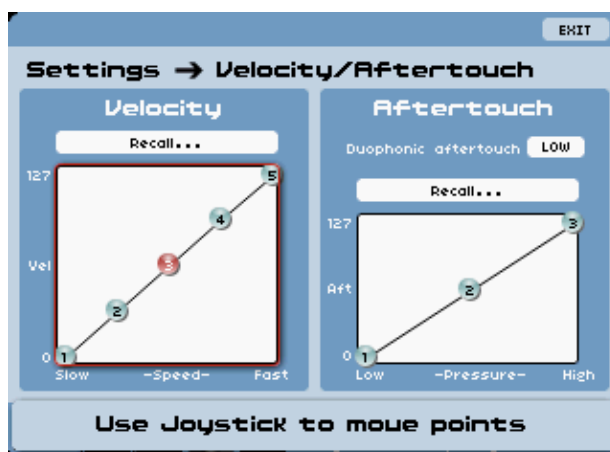 EXIT
Settings → Velocity/Aftertouch
Velocity
Recall...
127
5
4
Vel
3
2
0
1
Slow
-Speed-
Fast
Aftertouch
Duophonic aftertouch
LOW
Recall...
127
3
Aft
2
0
1
Low
-Pressure-
High
Use Joystick to move points